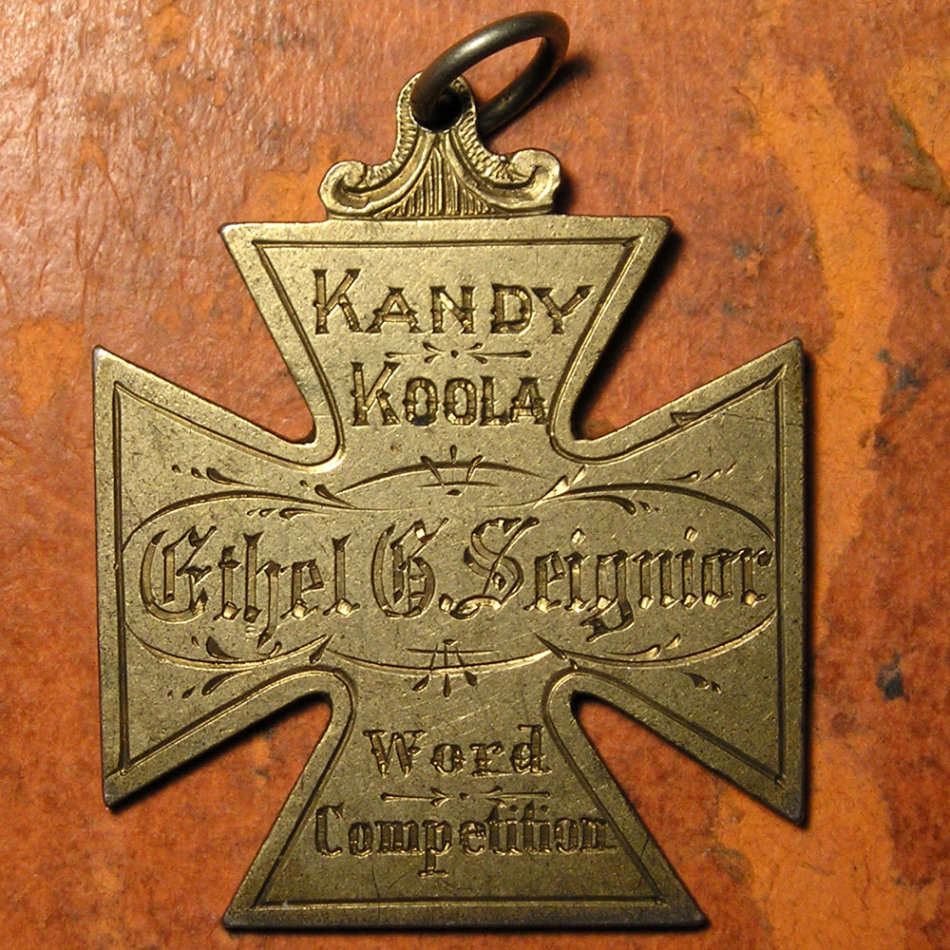 KANDY
KOOLA
Ethel G. Seignior
Word
Competition